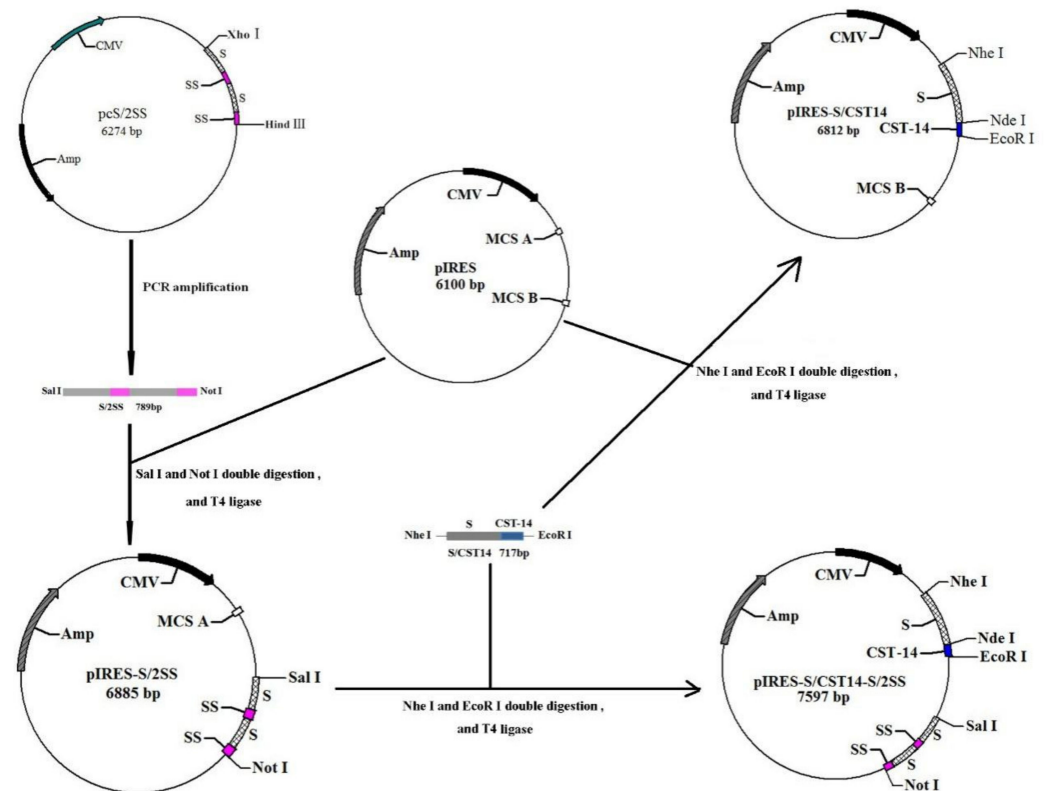 Xho I
CMV
S
SS
S
pcS/2SS
6274 bp
SS
Hind III
Amp
PCR amplification
Sal I
Not I
S/2SS 789bp
Sal I and Not I double digestion ,
and T4 ligase
CMV
MCS A
Amp
pIRES
6100 bp
MCS B
CMV
Nhe I
Amp
S
pIRES-S/CST14
6812 bp
CST-14
Nde I
EcoR I
MCS B
Nhe I and EcoR I double digestion ,
and T4 ligase
S CST-14
Nhe I
EcoR I
S/CST14 717bp
CMV
MCS A
Amp
pIRES-S/2SS
6885 bp
Sal I
S
SS
S
SS
Not I
Nhe I and EcoR I double digestion ,
and T4 ligase
CMV
Nhe I
Amp
S
Nde I
CST-14
EcoR I
pIRES-S/CST14-S/2SS
7597 bp
Sal I
SS
S
SS
S
Not I